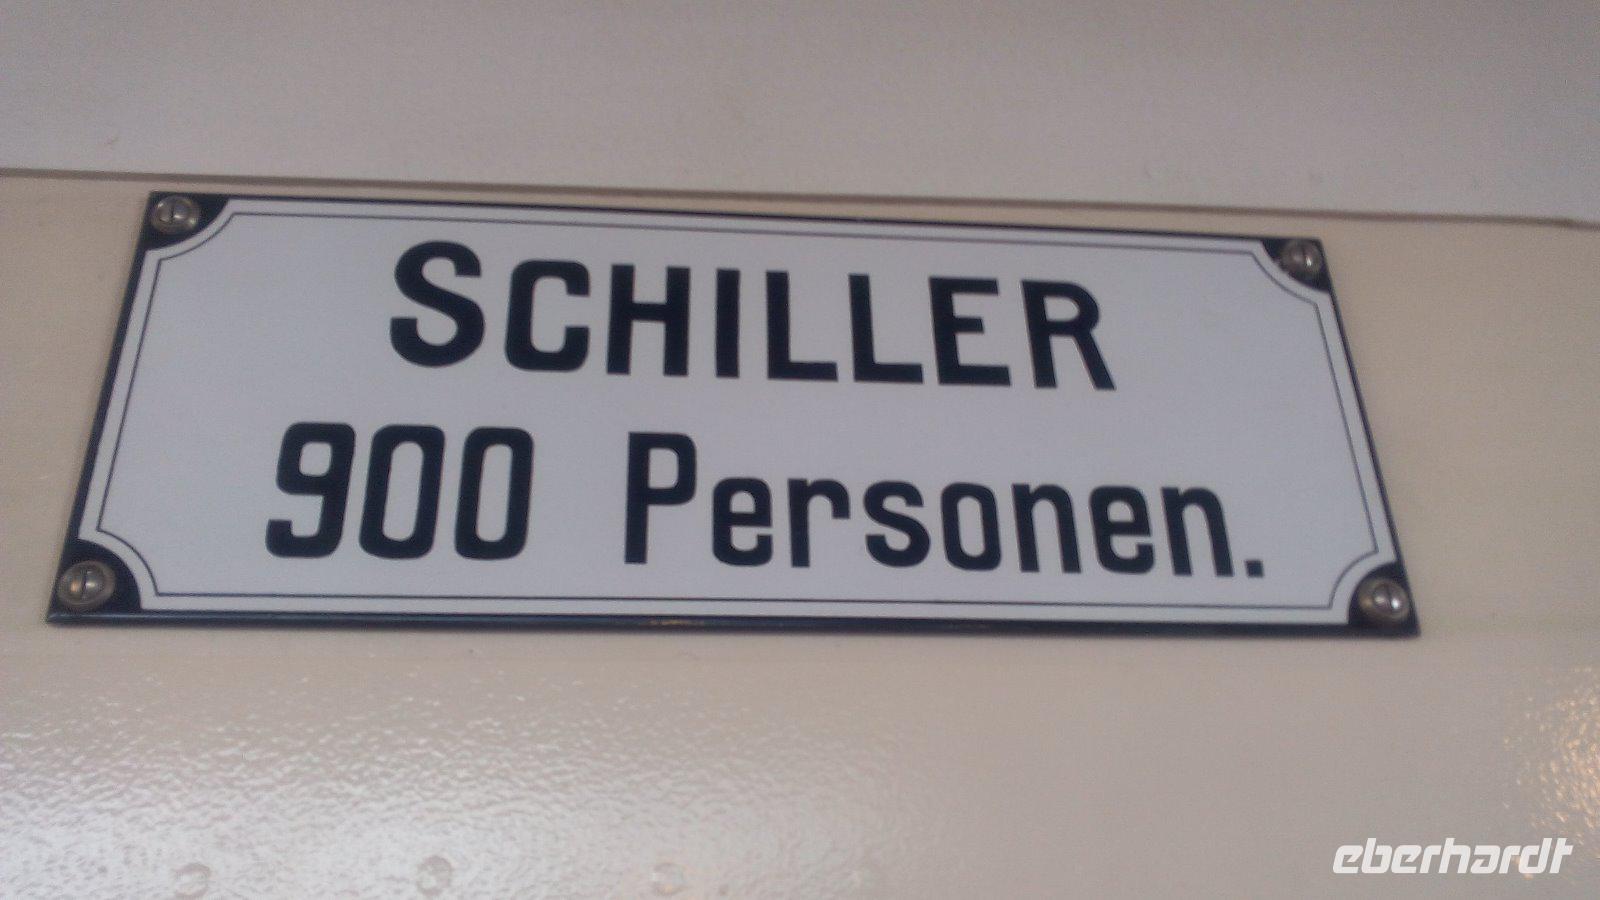 SCHILLER
900 Personen.
eberhardt